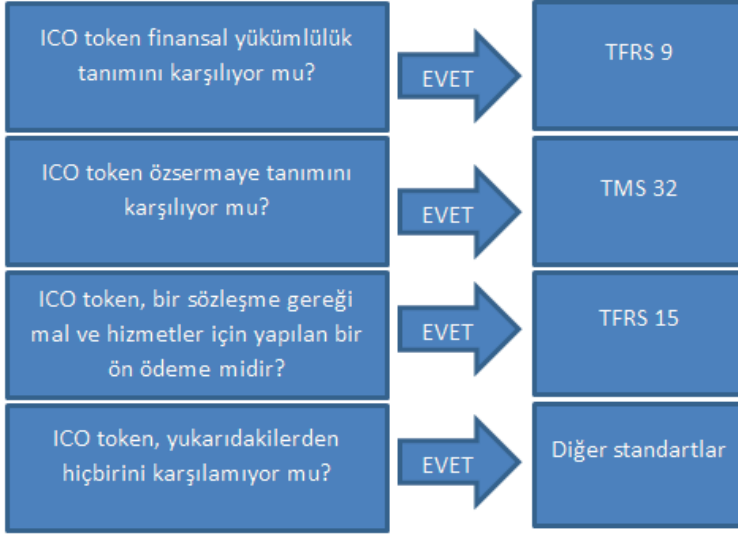 ICO token finansal yükümlülük
tanımını karşılıyor mu?
EVET
TFRS 9
ICO token özsermaye tanımını
karşılıyor mu?
EVET
TMS 32
ICO token, bir sözleşme gereği
mal ve hizmetler için yapılan bir
ön ödeme midir?
EVET
TFRS 15
ICO token, yukarıdakilerden
hiçbirini karşılamıyor mu?
EVET
Diğer standartlar